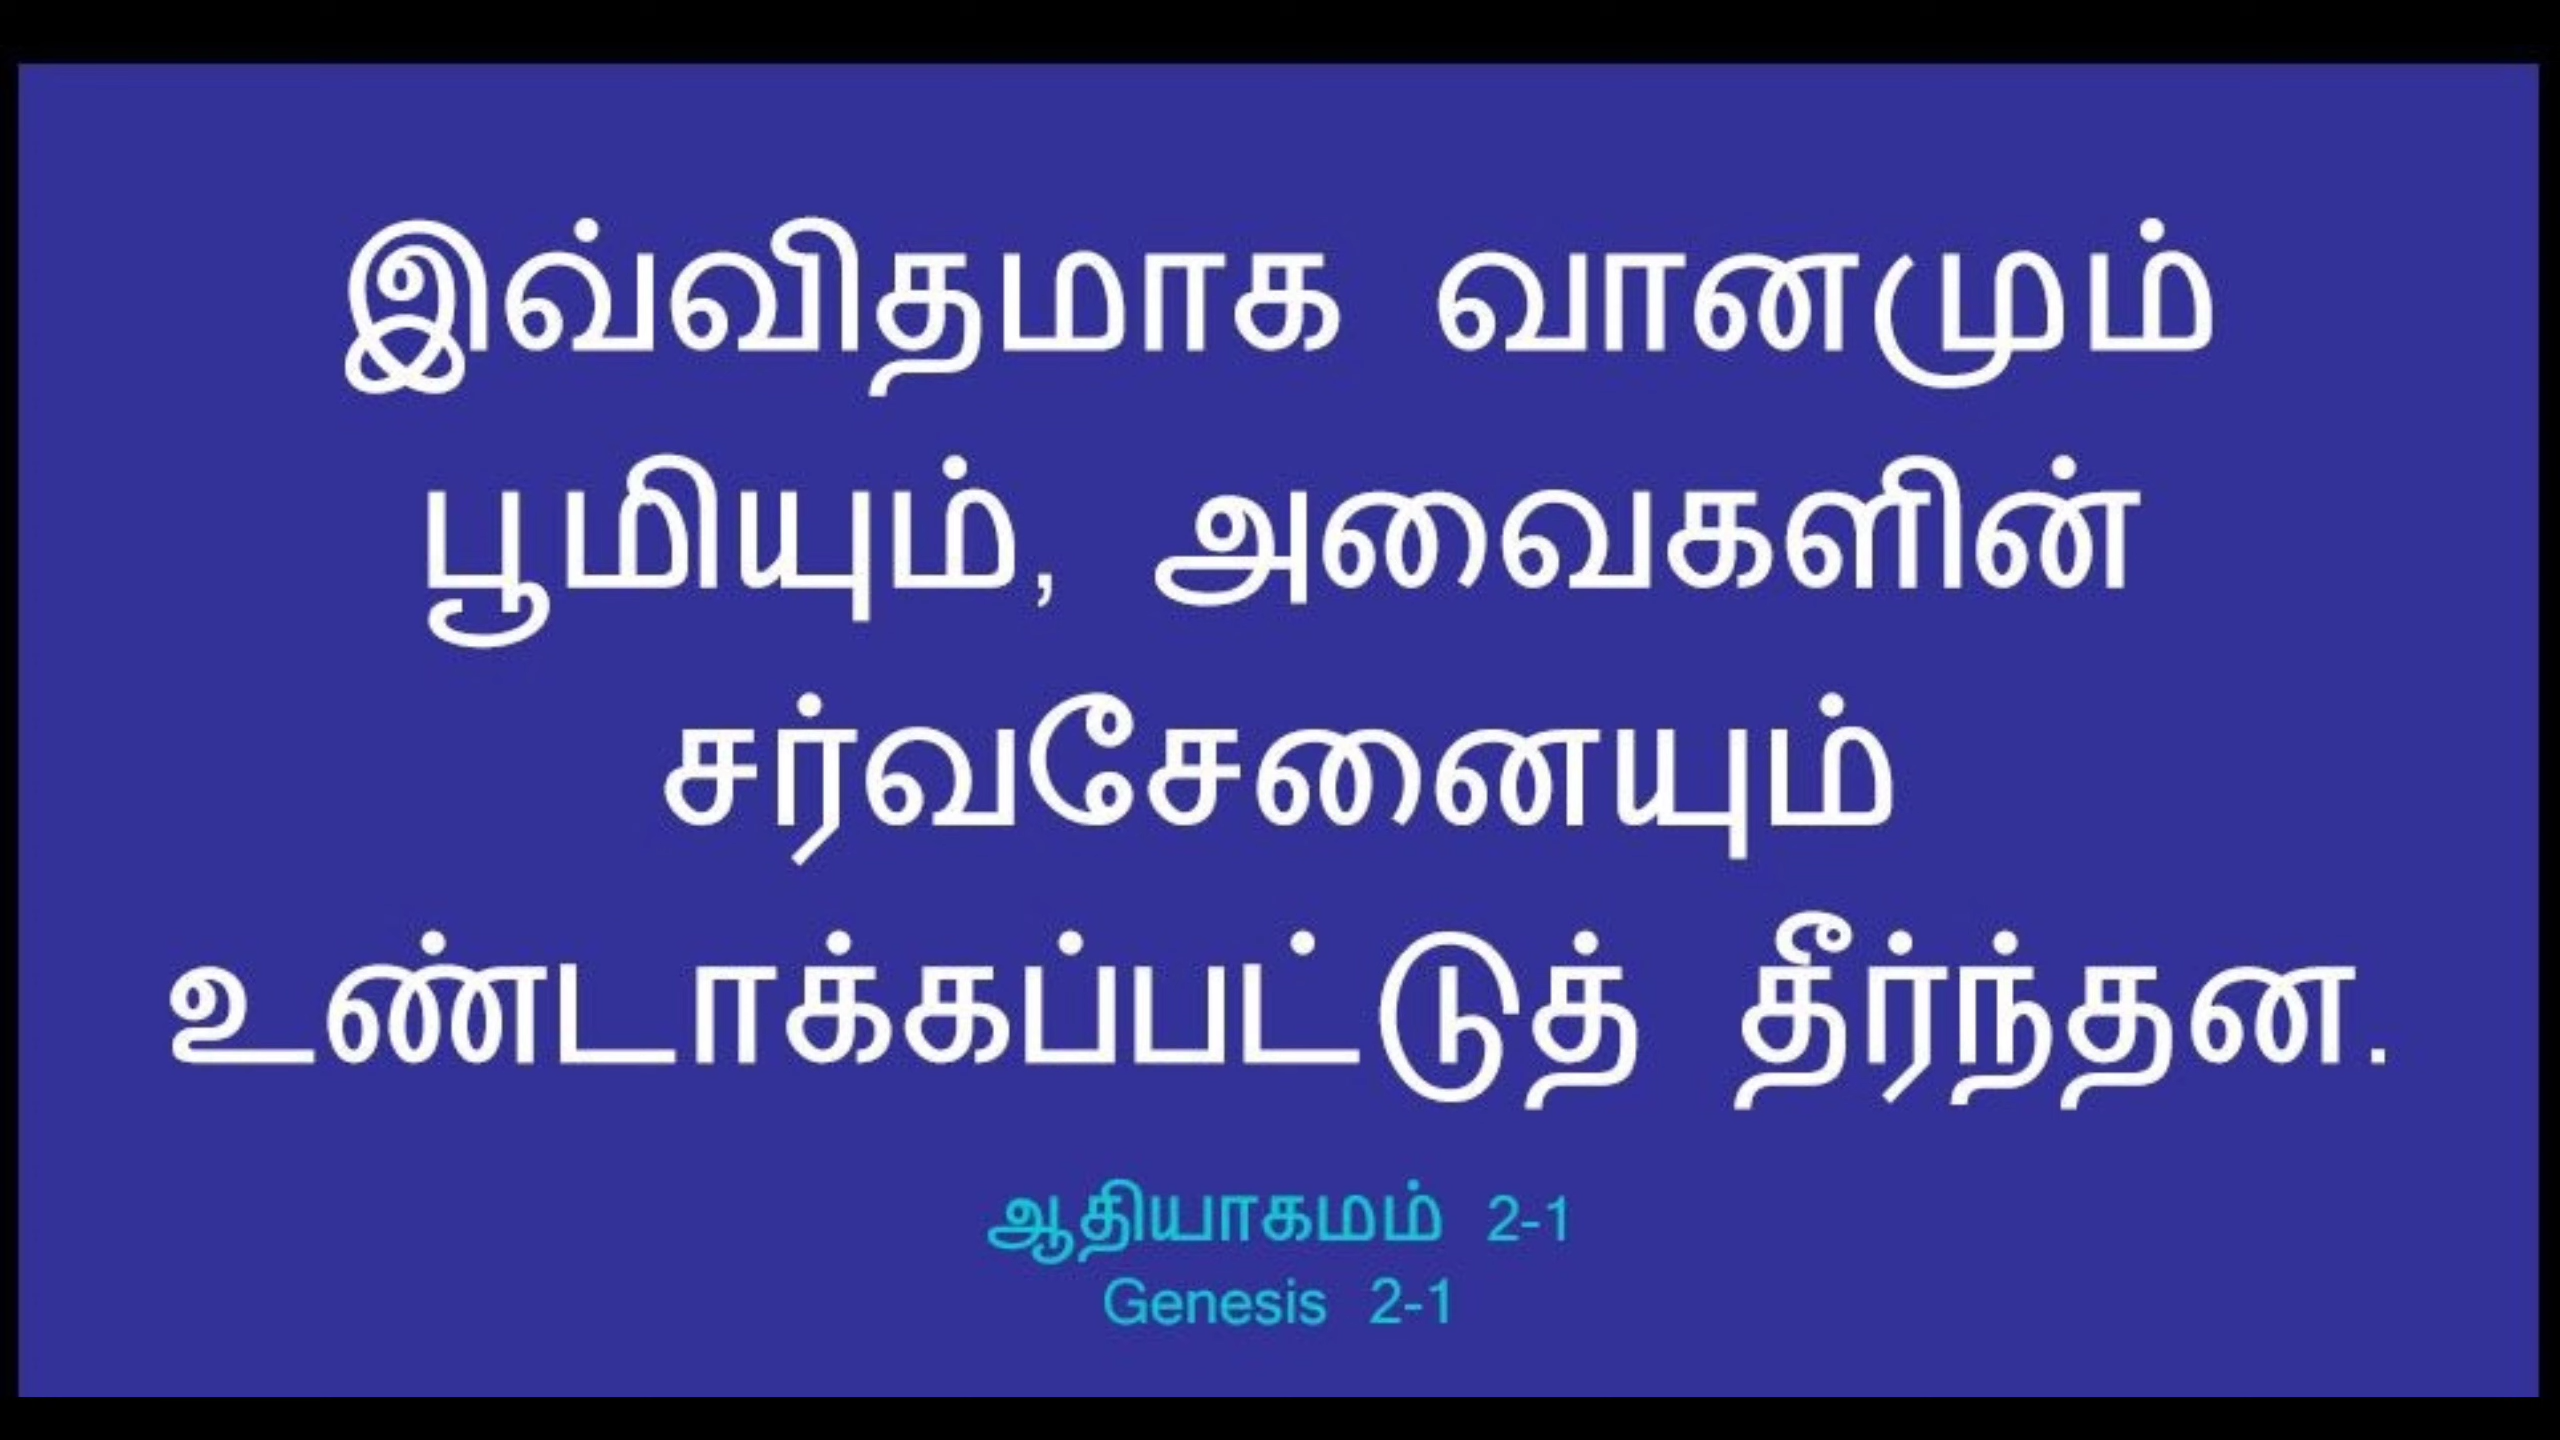 இவ்விதமாக வானமும்
பூமியும், அவைகளின்
சர்வசேனையும்
உண்டாக்கப்பட்டுத் தீர்ந்தன.
ஆதியாகமம் 2-1
Genesis 2-1